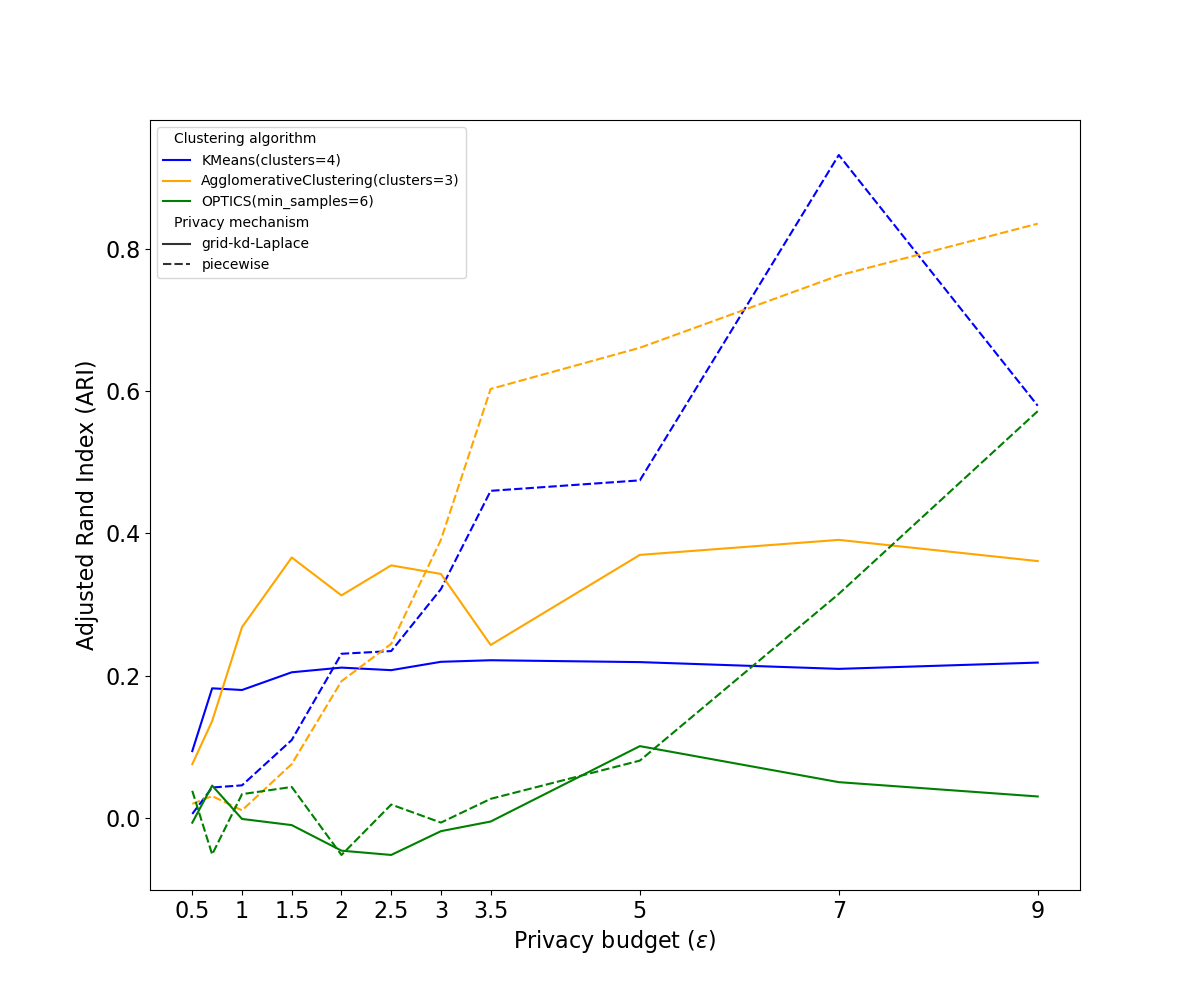 Clustering algorithm
KMeans(clusters=4)
AgglomerativeClustering(clusters=3)
OPTICS(min_samples=6)
Privacy mechanism
grid-kd-Laplace
piecewise
Adjusted Rand Index (ARI)
0.8
0.6
0.4
0.2
0.0
0.5 1 1.5 2 2.5 3 3.5 5 7 9
Privacy budget (ε)